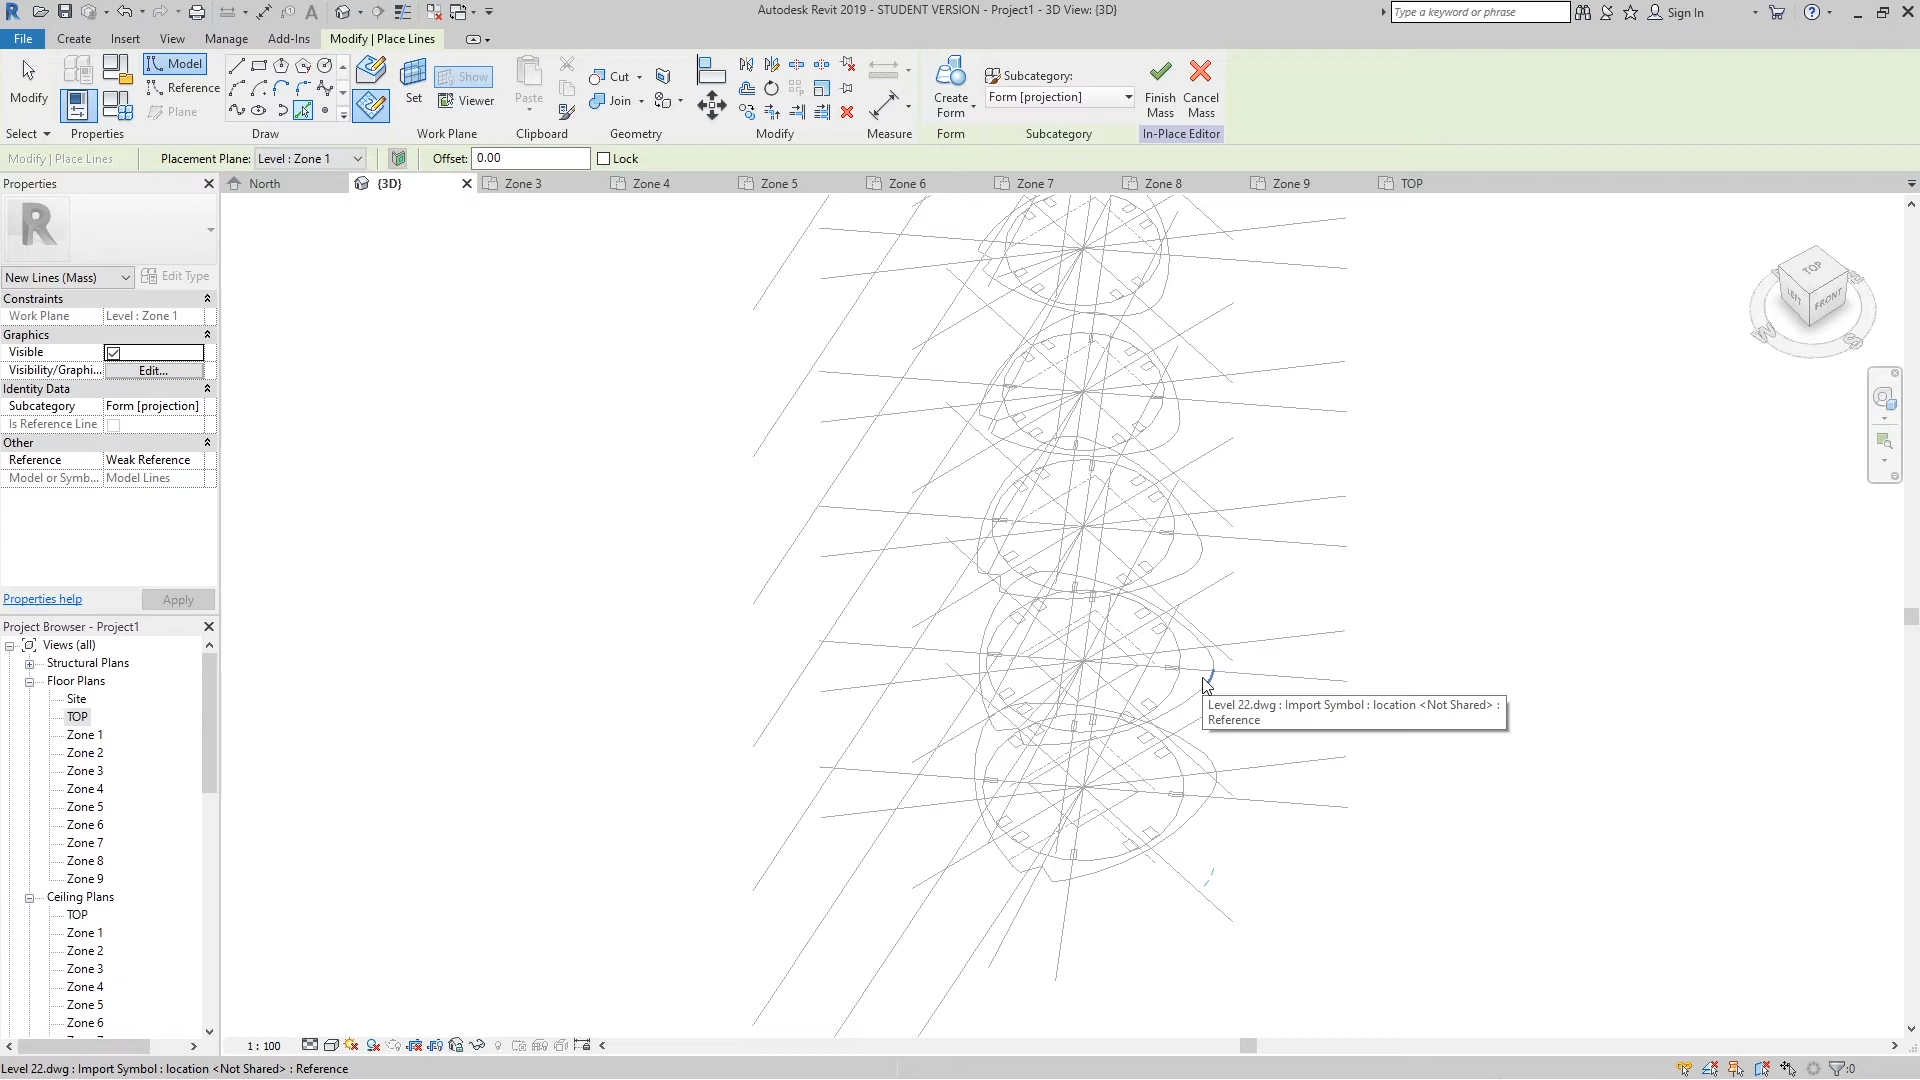 Autodesk Revit 2019 - STUDENT VERSION - Project1 - 3D View: {3D}
Type a keyword or phrase
Sign In
File
Create
Insert
View
Manage
Add-Ins
Modify | Place Lines
Modify
Model
Reference
Plane
Set
Show
Viewer
Paste
Cut
Join
Create
Form
Subcategory:
Form [projection]
Finish
Mass
Cancel
Mass
Select
Properties
Draw
Work Plane
Clipboard
Geometry
Modify
Measure
Form
Subcategory
In-Place Editor
Modify | Place Lines
Placement Plane:
Level : Zone 1
Offset:
0.00
Lock
Properties
North
{3D}
Zone 3
Zone 4
Zone 5
Zone 6
Zone 7
Zone 8
Zone 9
TOP
R
New Lines (Mass)
Edit Type
Constraints
Work Plane
Level : Zone 1
Graphics
Visible
Visibility/Graphi...
Edit...
Identity Data
Subcategory
Form [projection]
Is Reference Line
Other
Reference
Weak Reference
Model or Symb...
Model Lines
Properties help
Apply
Project Browser - Project1
Views (all)
Structural Plans
Floor Plans
Site
TOP
Zone 1
Zone 2
Zone 3
Zone 4
Zone 5
Zone 6
Zone 7
Zone 8
Zone 9
Ceiling Plans
TOP
Zone 1
Zone 2
Zone 3
Zone 4
Zone 5
Zone 6
TOP
LEFT
FRONT
W
S
Level 22.dwg : Import Symbol : location <Not Shared> :
Reference
1 : 100
Level 22.dwg : Import Symbol : location <Not Shared> : Reference
:0